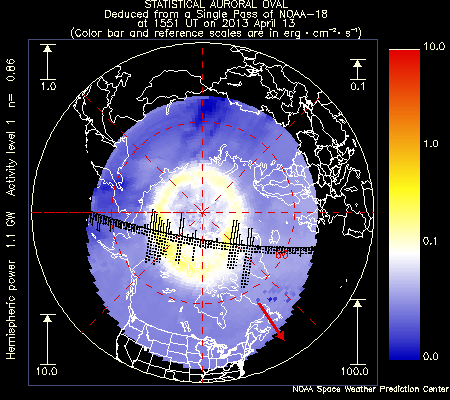 STATISTICAL AURORAL OVAL
Deduced from a Single Pass of NOAA-18
at 1551 UT on 2013 April 13
(Color bar and reference scales are in erg·cm⁻²·s⁻¹)
1.0
0.1
10.0
100.0
Hemispheric power 1.1 GW Activity level 1 n= 0.86
60
10.0
1.0
0.1
0.0
NOAA Space Weather Prediction Center